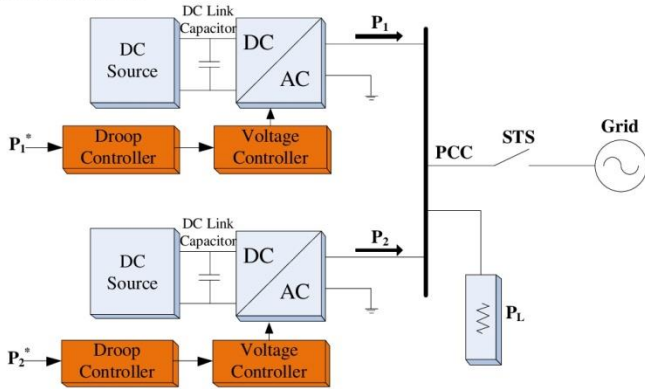 DC Link
Capacitor
DC
Source
DC
AC
P₁
P₁*
Droop
Controller
Voltage
Controller
PCC
STS
Grid
DC Link
Capacitor
DC
Source
DC
AC
P₂
P_L
P₂*
Droop
Controller
Voltage
Controller